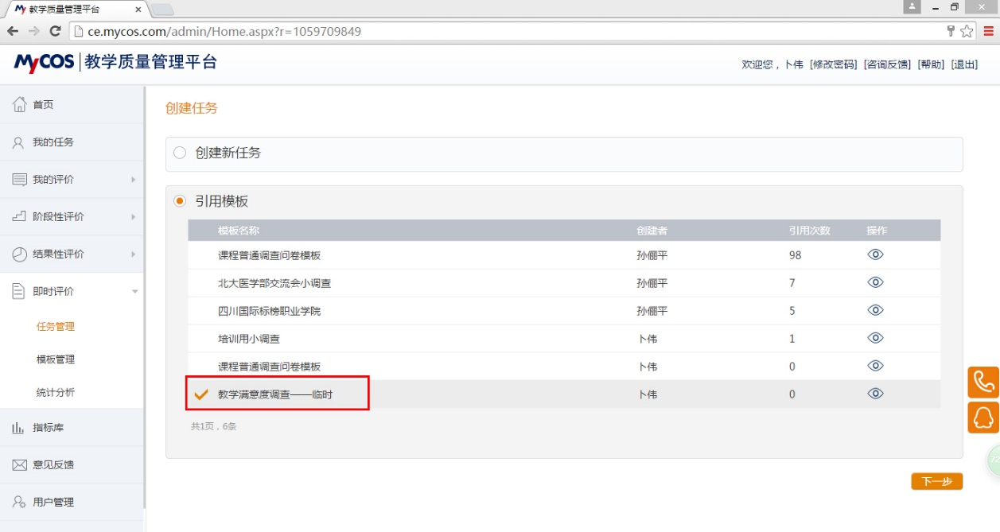 教学质量管理平台
ce.mycos.com/admin/Home.aspx?r=1059709849
MyCOS 教学质量管理平台
欢迎您，卜伟 [修改密码] [咨询反馈] [帮助] [退出]
首页
我的任务
我的评价
阶段性评价
结果性评价
即时评价
任务管理
模板管理
统计分析
指标库
意见反馈
用户管理
创建任务
创建新任务
引用模板
模板名称 创建者 引用次数 操作
课程普通调查问卷模板 孙俪平 98
北大医学部交流会小调查 孙俪平 7
四川国际标榜职业学院 孙俪平 5
培训用小调查 卜伟 1
课程普通调查问卷模板 卜伟 0
教学满意度调查——临时 卜伟 0
共1页，6条
下一步
72